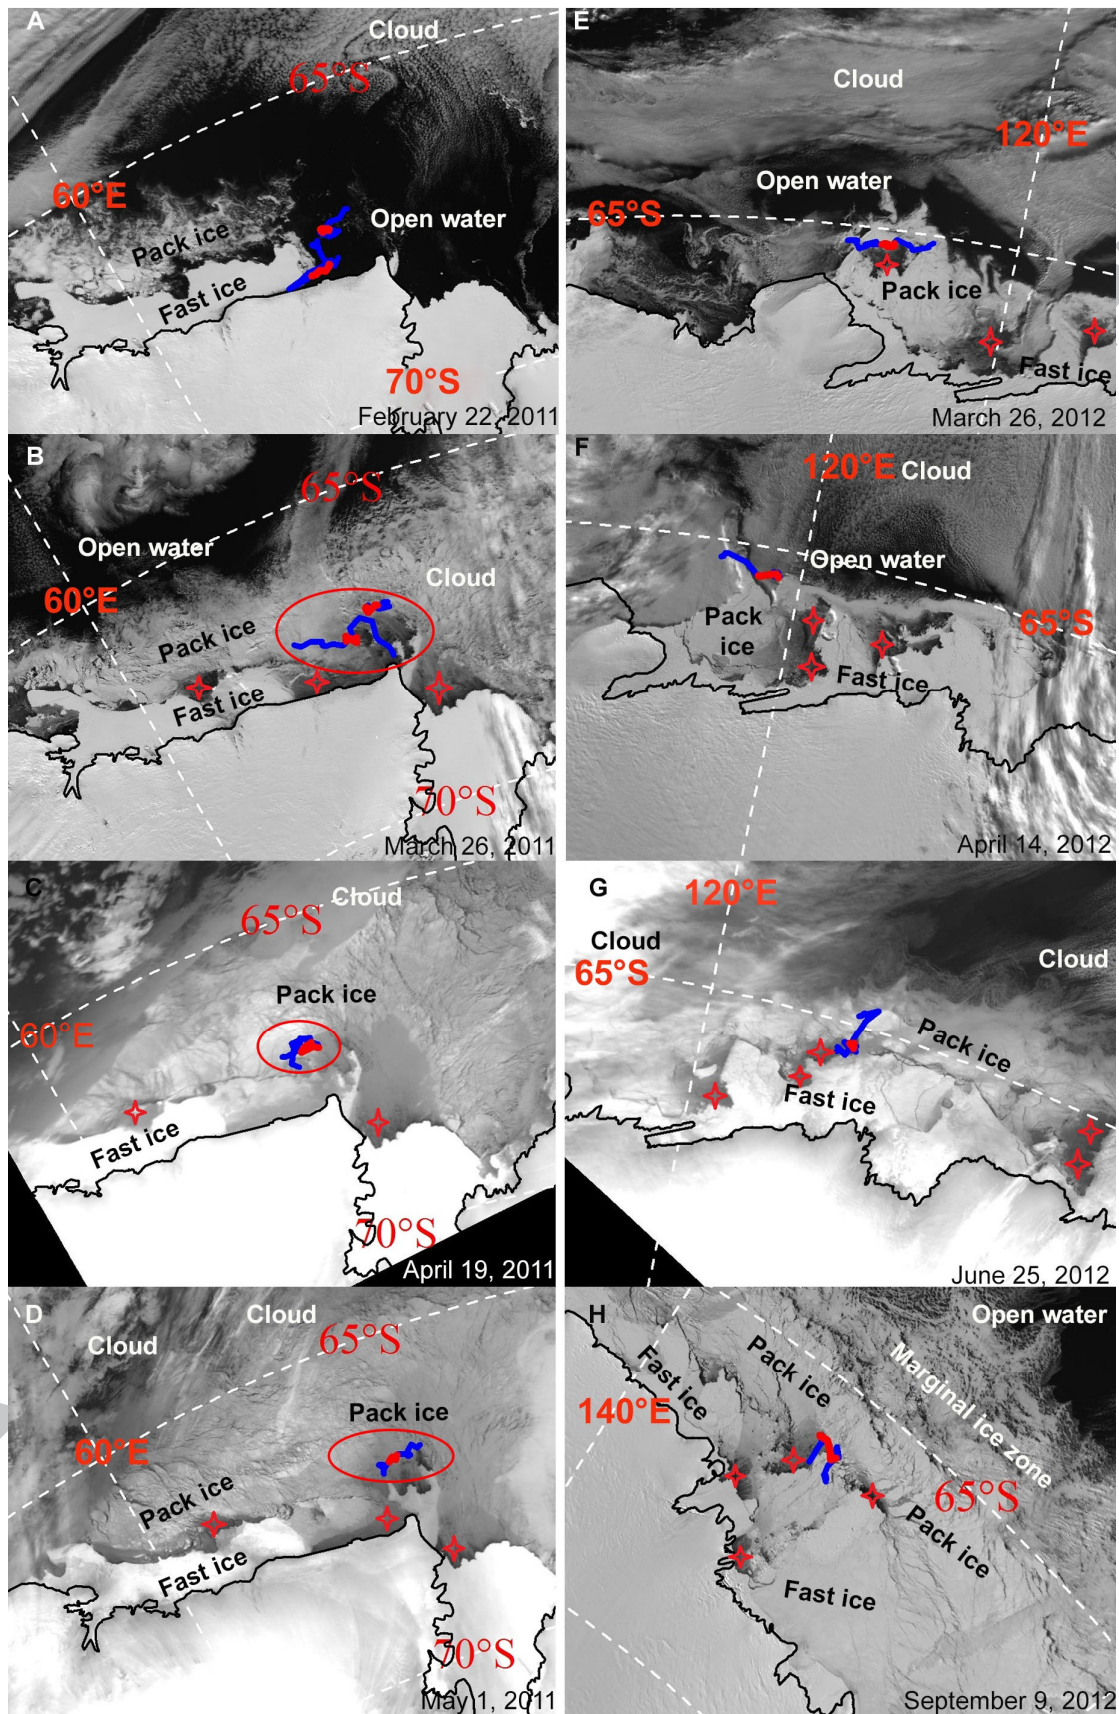 A
Cloud
65°S
60°E
Open water
Pack ice
Fast ice
70°S
February 22, 2011
B
65°S
Open water
Cloud
60°E
Pack ice
Fast ice
70°S
March 26, 2011
C
Cloud
65°S
Pack ice
60°E
Fast ice
70°S
April 19, 2011
D
Cloud
Cloud
65°S
Pack ice
60°E
Pack ice
Fast ice
70°S
May 1, 2011
E
Cloud
120°E
Open water
65°S
Pack ice
Fast ice
March 26, 2012
F
120°E
Cloud
Open water
Pack
ice
65°S
Fast ice
April 14, 2012
G
120°E
Cloud
65°S
Cloud
Pack ice
Fast ice
June 25, 2012
H
Open water
Pack ice
Marginal ice zone
Fast ice
140°E
65°S
Pack ice
Fast ice
September 9, 2012